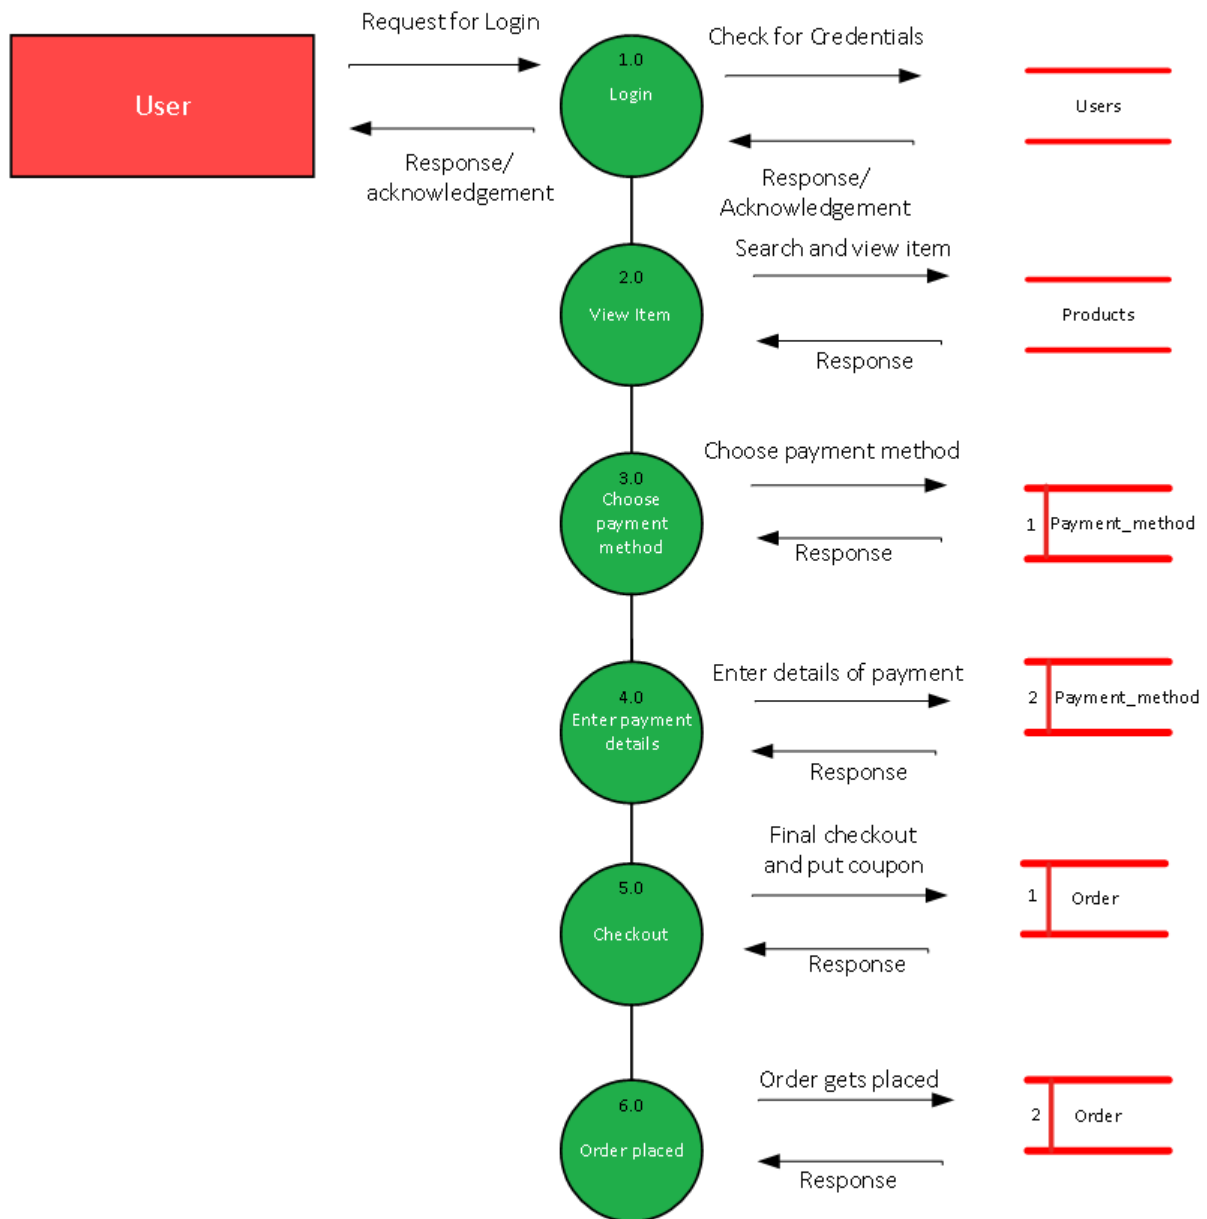 Request for Login
User
1.0
Login
Check for Credentials
Users
Response/
acknowledgement
Response/
Acknowledgement
Search and view item
2.0
View Item
Products
Response
Choose payment method
3.0
Choose
payment
method
1 Payment_method
Response
Enter details of payment
4.0
Enter payment
details
2 Payment_method
Response
Final checkout
and put coupon
5.0
Checkout
1 Order
Response
Order gets placed
6.0
Order placed
2 Order
Response